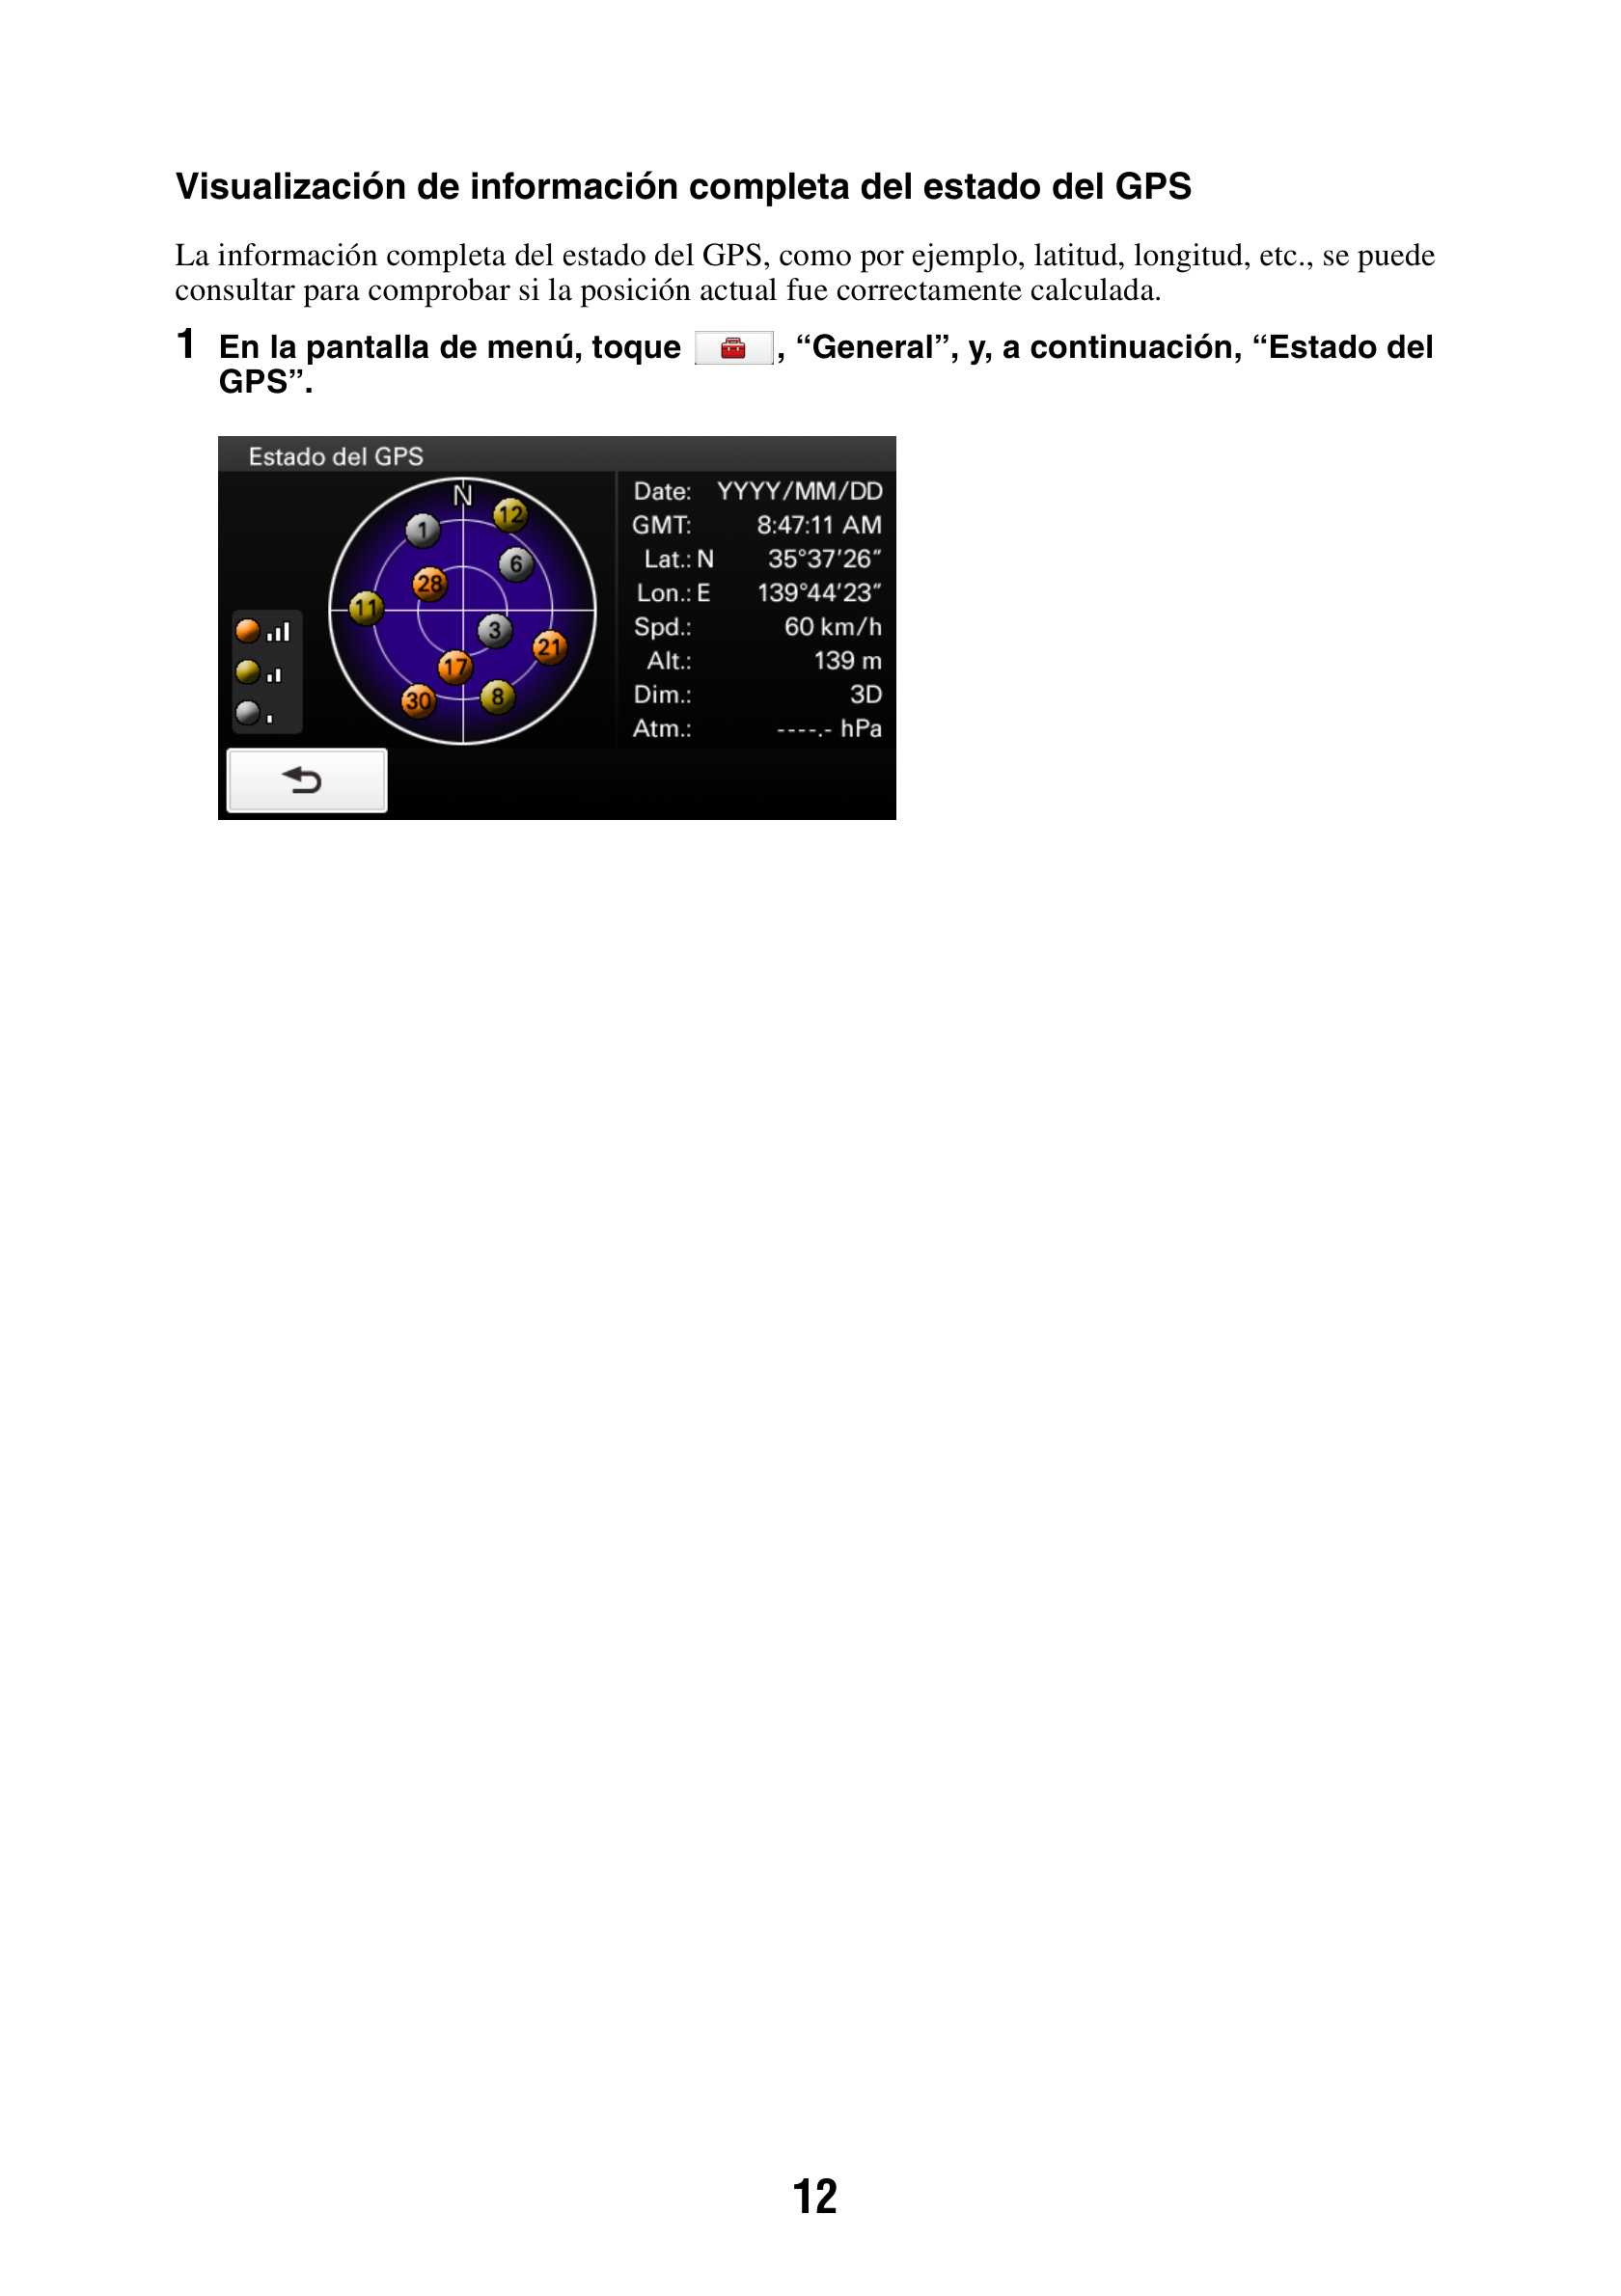 Visualización de información completa del estado del GPS
La información completa del estado del GPS, como por ejemplo, latitud, longitud, etc., se puede
consultar para comprobar si la posición actual fue correctamente calculada.
1 En la pantalla de menú, toque , “General”, y, a continuación, “Estado del
GPS”.
Estado del GPS
N
12
1
6
28
11
3
21
17
30
8
Date: YYYY/MM/DD
GMT: 8:47:11 AM
Lat.: N 35°37′26″
Lon.: E 139°44′23″
Spd.: 60 km/h
Alt.: 139 m
Dim.: 3D
Atm.: ----.- hPa
12